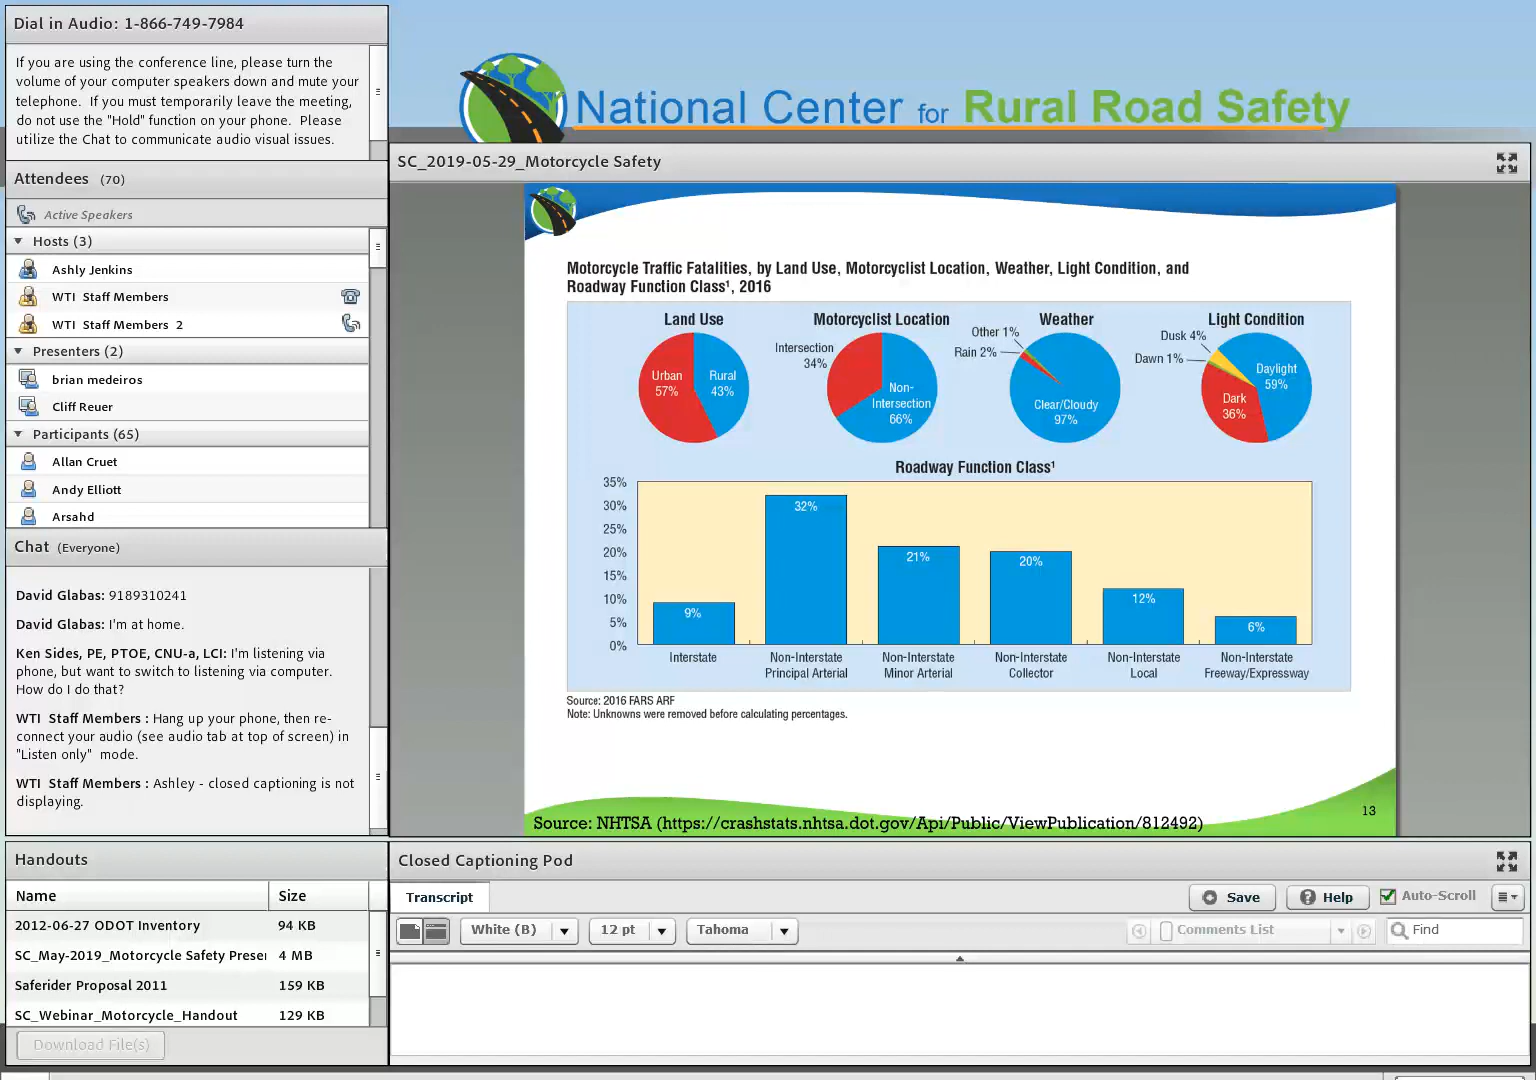 Dial in Audio: 1-866-749-7984
If you are using the conference line, please turn the
volume of your computer speakers down and mute your
telephone.  If you must temporarily leave the meeting,
do not use the "Hold" function on your phone.  Please
utilize the Chat to communicate audio visual issues.
Attendees (70)
Active Speakers
Hosts (3)
Ashly Jenkins
WTI Staff Members
WTI Staff Members 2
Presenters (2)
brian medeiros
Cliff Reuer
Participants (65)
Allan Cruet
Andy Elliott
Arsahd
Chat (Everyone)
David Glabas: 9189310241
David Glabas: I'm at home.
Ken Sides, PE, PTOE, CNU-a, LCI: I'm listening via
phone, but want to switch to listening via computer.
How do I do that?
WTI Staff Members : Hang up your phone, then re-
connect your audio (see audio tab at top of screen) in
"Listen only" mode.
WTI Staff Members : Ashley - closed captioning is not
displaying.
Handouts
Name Size
2012-06-27 ODOT Inventory 94 KB
SC_May-2019_Motorcycle Safety Preser 4 MB
Saferider Proposal 2011 159 KB
SC_Webinar_Motorcycle_Handout 129 KB
Download File(s)
National Center for Rural Road Safety
SC_2019-05-29_Motorcycle Safety
Motorcycle Traffic Fatalities, by Land Use, Motorcyclist Location, Weather, Light Condition, and
Roadway Function Class¹, 2016
Land Use
Urban
57%
Rural
43%
Motorcyclist Location
Intersection
34%
Non-
Intersection
66%
Weather
Other 1%
Rain 2%
Clear/Cloudy
97%
Light Condition
Dusk 4%
Dawn 1%
Daylight
59%
Dark
36%
Roadway Function Class¹
35%
30%
25%
20%
15%
10%
5%
0%
9%
32%
21%
20%
12%
6%
Interstate
Non-Interstate
Principal Arterial
Non-Interstate
Minor Arterial
Non-Interstate
Collector
Non-Interstate
Local
Non-Interstate
Freeway/Expressway
Source: 2016 FARS ARF
Note: Unknowns were removed before calculating percentages.
13
Source: NHTSA (https://crashstats.nhtsa.dot.gov/Api/Public/ViewPublication/812492)
Closed Captioning Pod
Transcript
Save
Help
Auto-Scroll
White (B)
12 pt
Tahoma
Comments List
Find